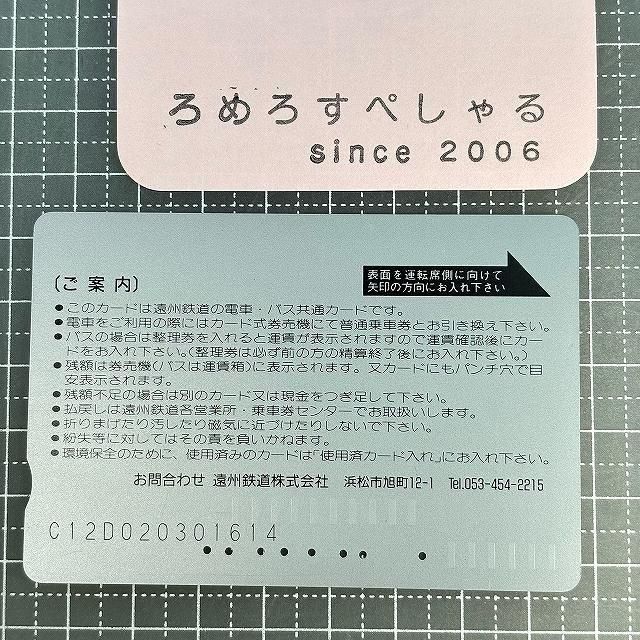 ろめろすぺしゃる
since 2006
表面を運転席側に向けて
矢印の方向にお入れ下さい
〔ご案内〕
●このカードは遠州鉄道の電車・バス共通カードです。
●電車をご利用の際にはカード式券売機にて普通乗車券とお引き換え下さい。
●バスの場合は整理券を入れると運賃が表示されますので運賃確認後にカー
ドをお入れ下さい。(整理券は必ず前の方の精算終了後にお入れ下さい。)
●残額は券売機(バスは運賃箱)に表示されます。又カードにもパンチ穴で目
安表示されます。
●残額不足の場合は別のカード又は現金をつぎ足して下さい。
●払戻しは遠州鉄道各営業所・乗車券センターでお取扱いします。
●折りまげたり汚したり磁気に近づけたりしないで下さい。
●紛失等に対してはその責を負いかねます。
●環境保全のために、使用済みのカードは「使用済カード入れ」にお入れ下さい。
お問合わせ 遠州鉄道株式会社 浜松市旭町12-1 Tel.053-454-2215
C12D020301614